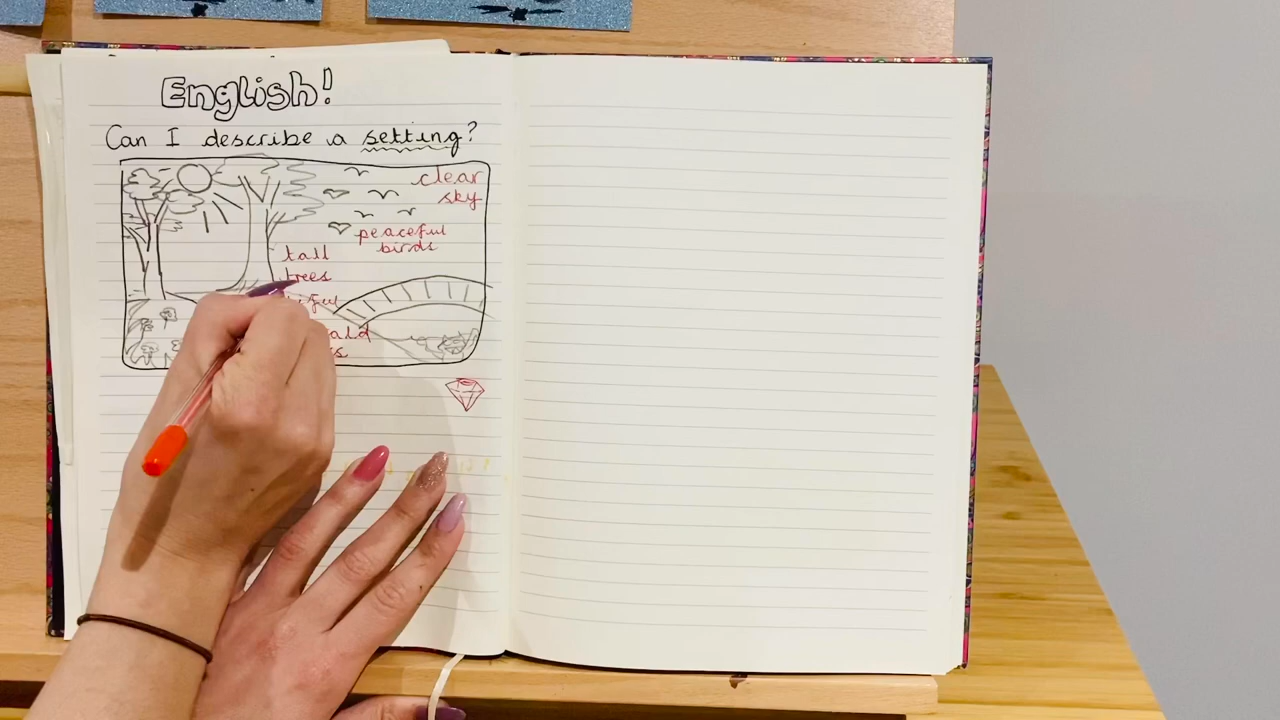 English!
Can I describe a setting?
clear
sky
peaceful
birds
tall
trees